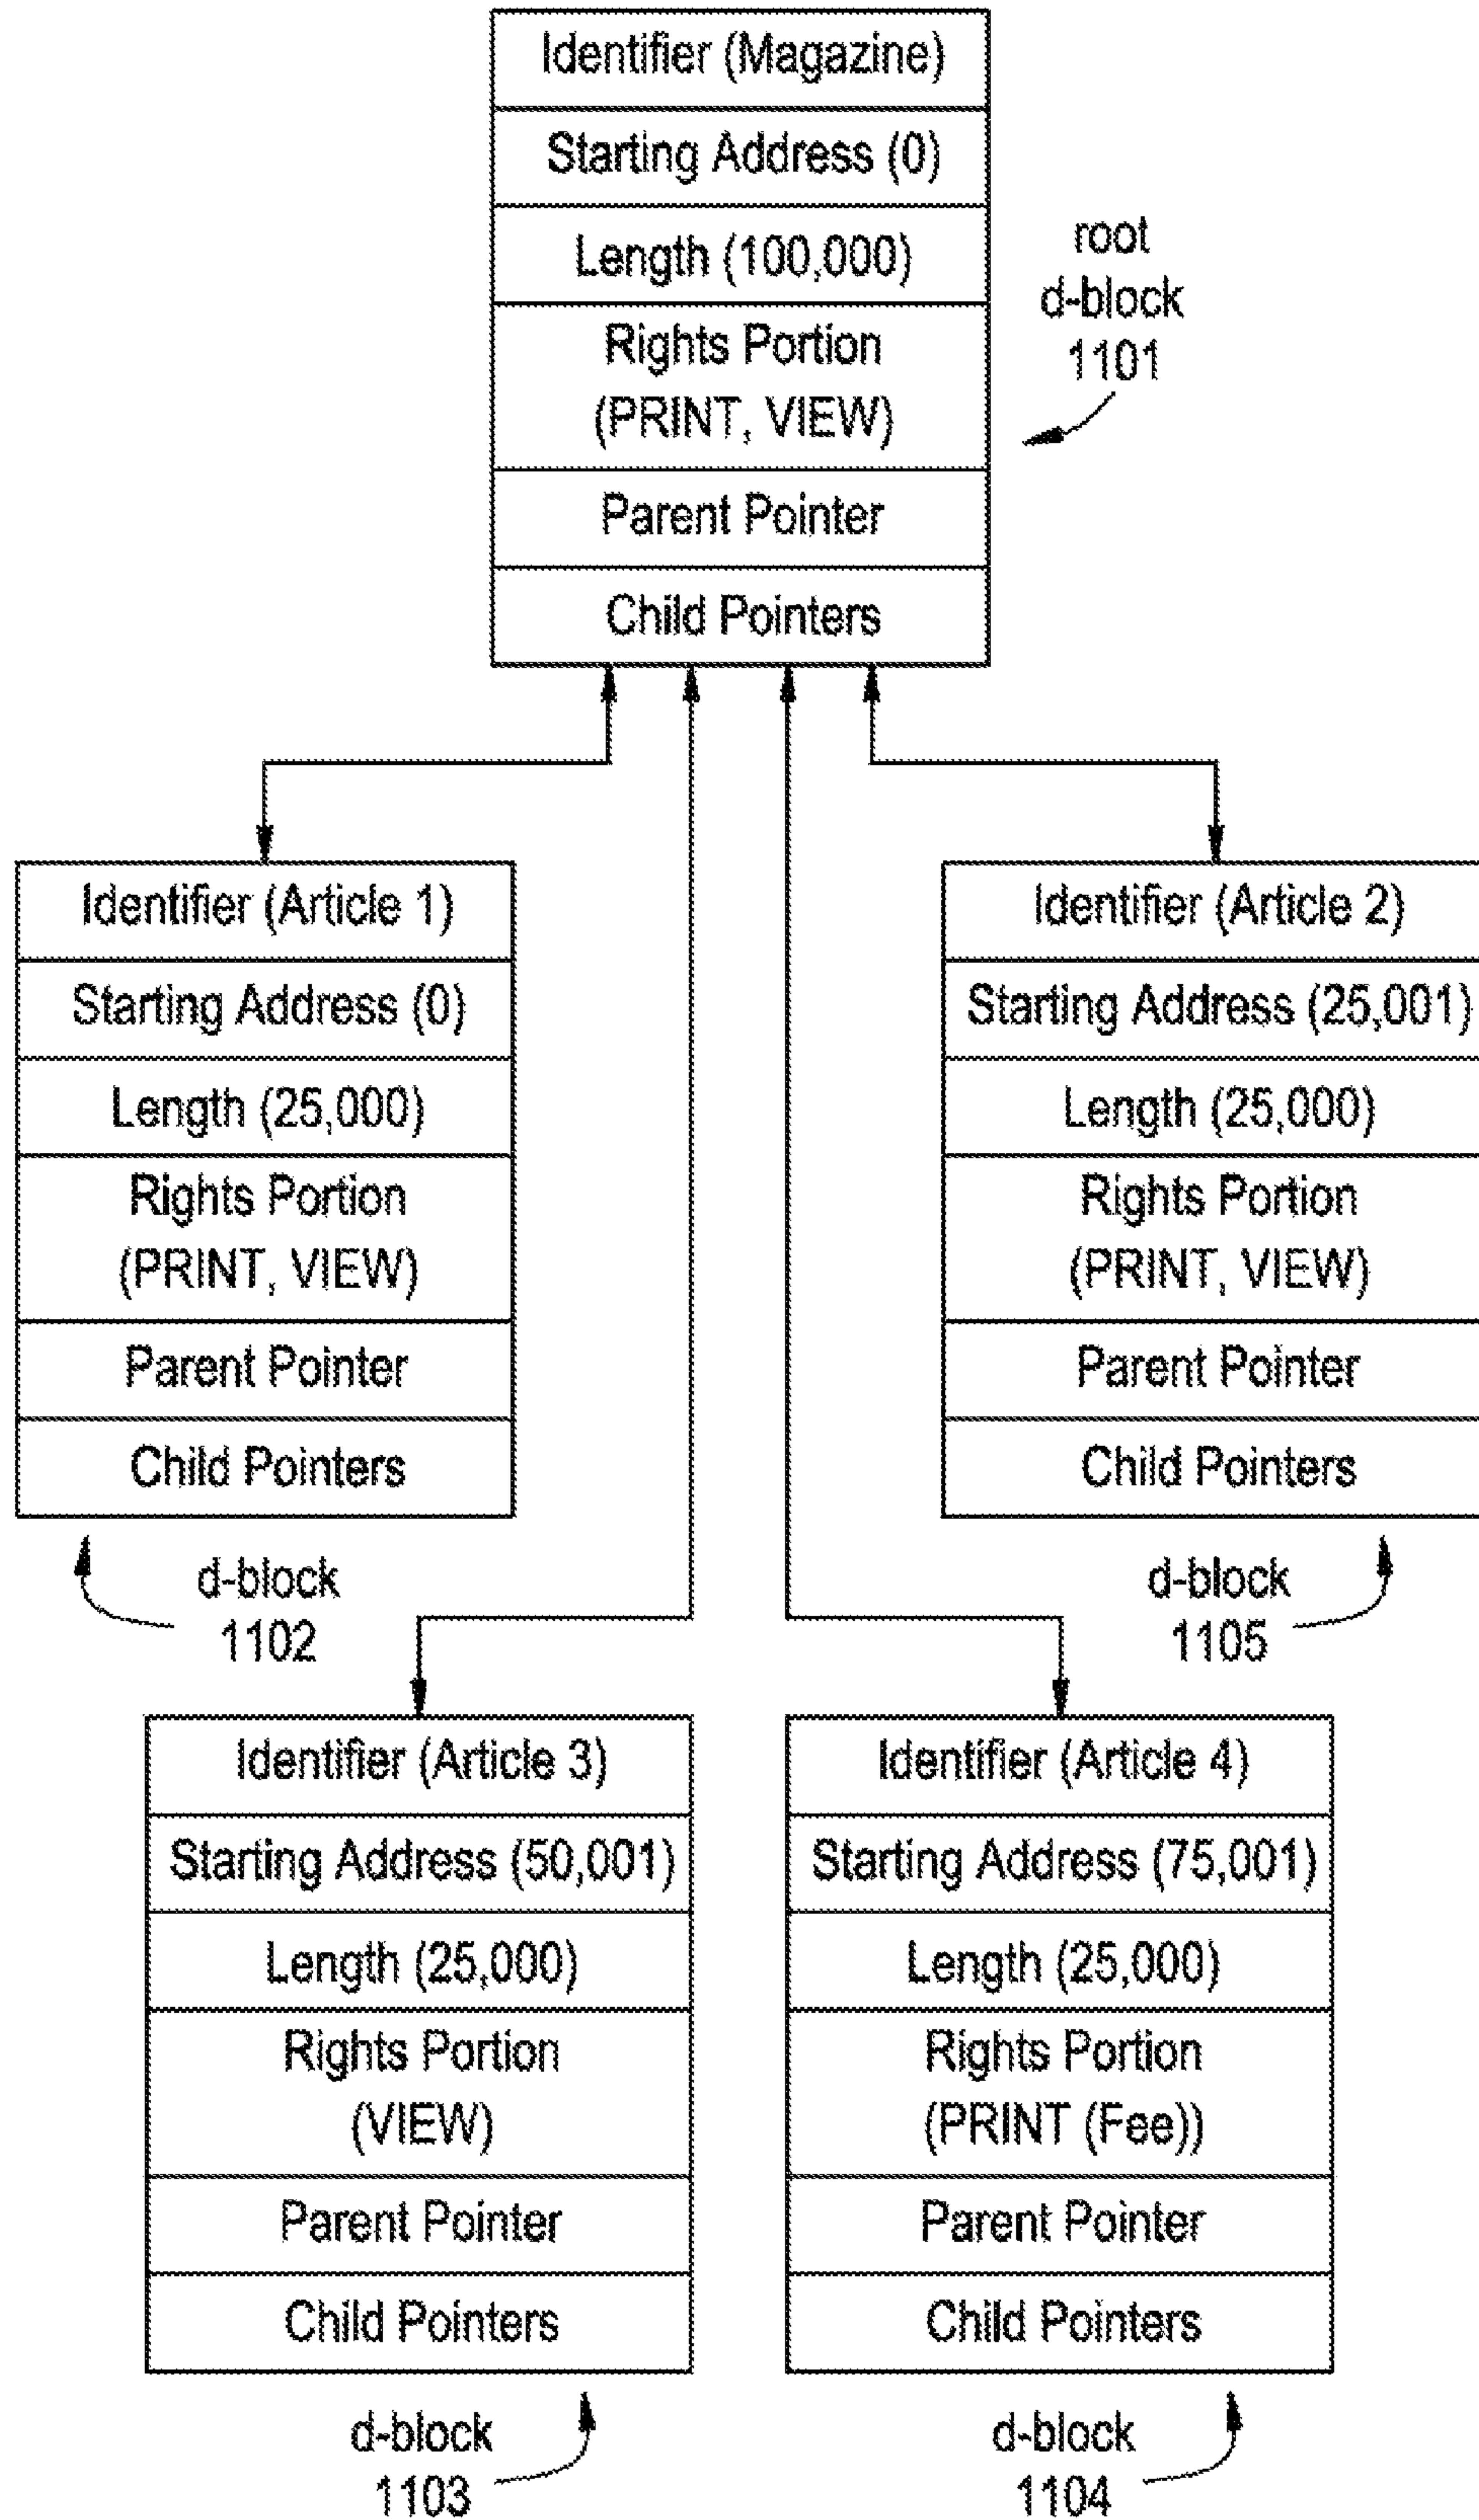 Identifier (Magazine)
Starting Address (0)
Length (100,000)
Rights Portion
(PRINT, VIEW)
Parent Pointer
Child Pointers
root
d-block
1101
Identifier (Article 1)
Starting Address (0)
Length (25,000)
Rights Portion
(PRINT, VIEW)
Parent Pointer
Child Pointers
d-block
1102
Identifier (Article 2)
Starting Address (25,001)
Length (25,000)
Rights Portion
(PRINT, VIEW)
Parent Pointer
Child Pointers
d-block
1105
Identifier (Article 3)
Starting Address (50,001)
Length (25,000)
Rights Portion
(VIEW)
Parent Pointer
Child Pointers
d-block
1103
Identifier (Article 4)
Starting Address (75,001)
Length (25,000)
Rights Portion
(PRINT (Fee))
Parent Pointer
Child Pointers
d-block
1104